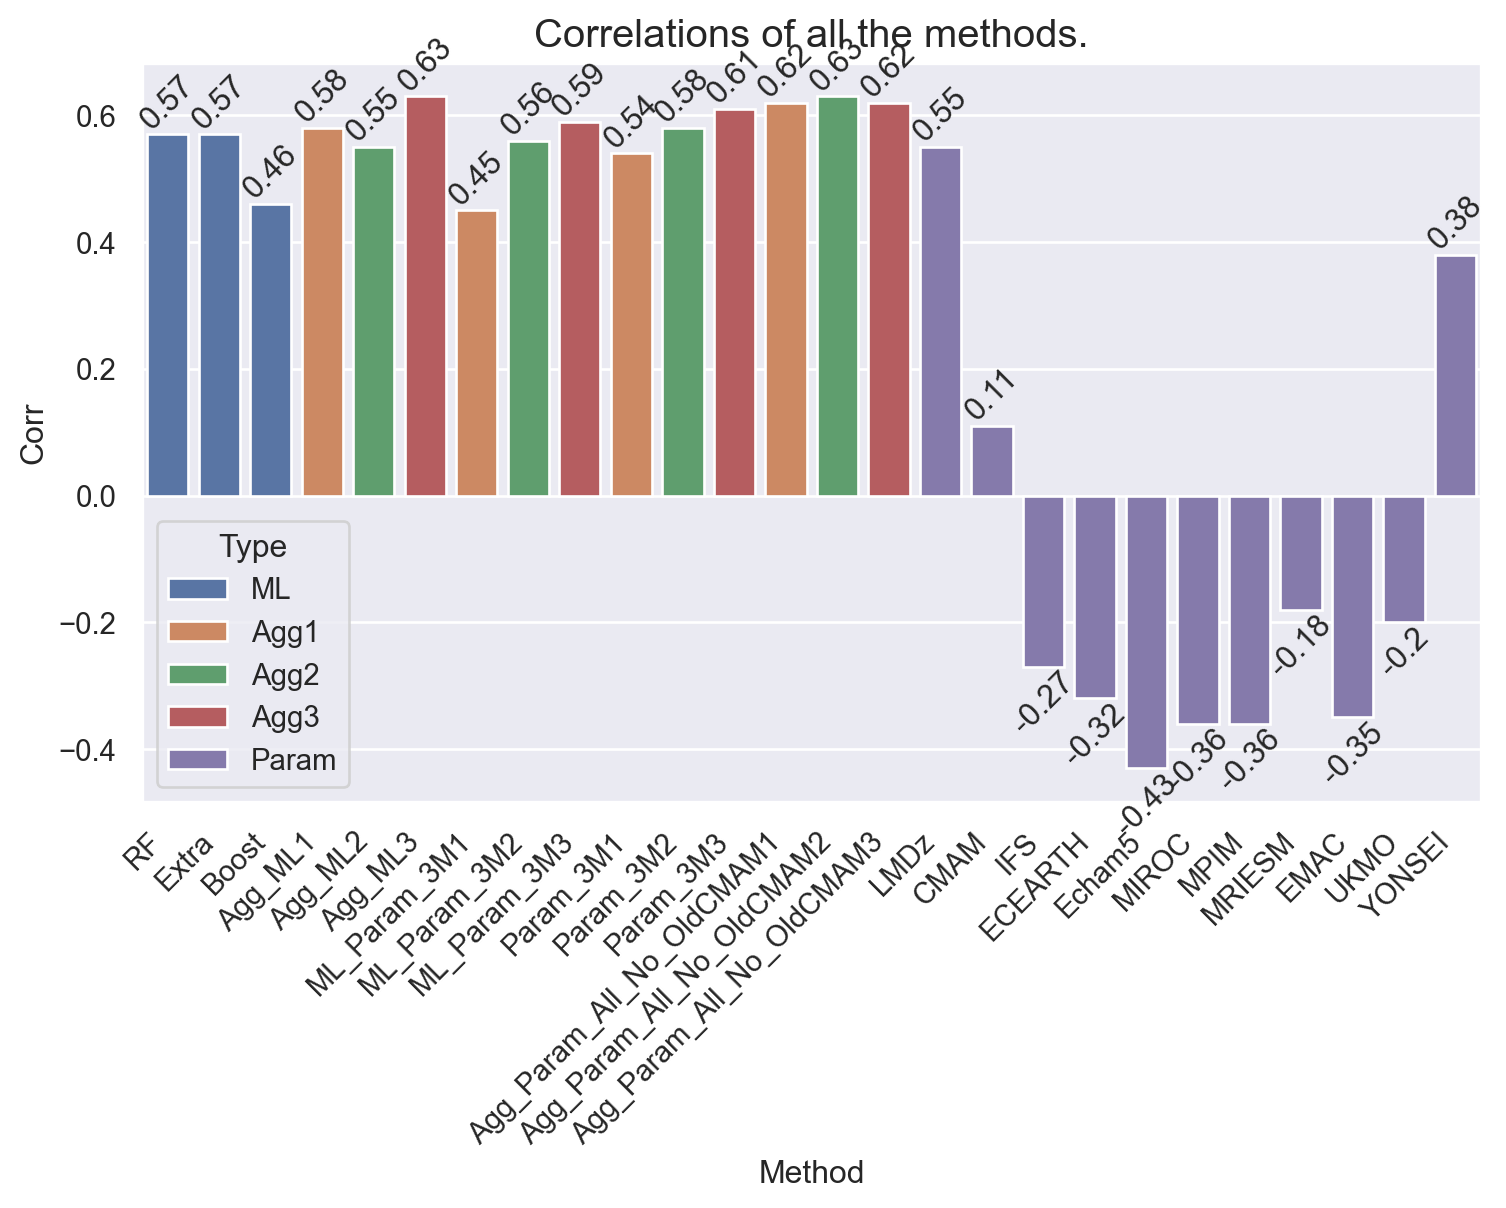 Correlations of all the methods.
0.57
0.57
0.46
0.58
0.55
0.63
0.45
0.56
0.59
0.54
0.58
0.61
0.62
0.63
0.62
0.55
0.11
-0.27
-0.32
-0.43
-0.36
-0.36
-0.18
-0.35
-0.2
0.38
Corr
0.6
0.4
0.2
0.0
−0.2
−0.4
Type
ML
Agg1
Agg2
Agg3
Param
RF
Extra
Boost
Agg_ML1
Agg_ML2
Agg_ML3
ML_Param_3M1
ML_Param_3M2
ML_Param_3M3
Param_3M1
Param_3M2
Param_3M3
Agg_Param_All_No_OldCMAM1
Agg_Param_All_No_OldCMAM2
Agg_Param_All_No_OldCMAM3
LMDz
CMAM
IFS
ECEARTH
Echam5
MIROC
MPIM
MRIESM
EMAC
UKMO
YONSEI
Method